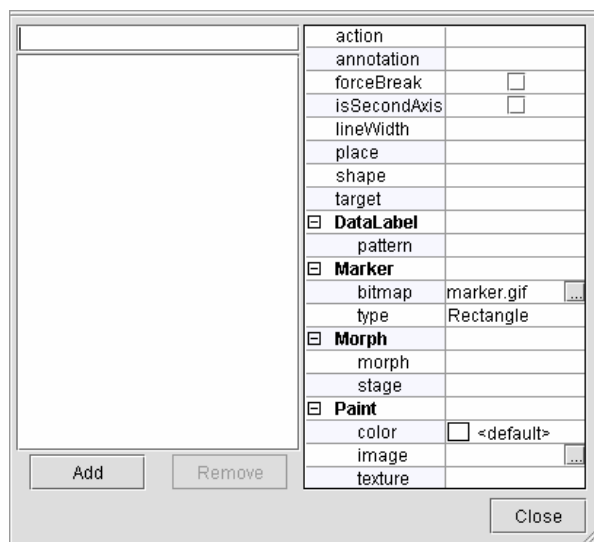 action
annotation
forceBreak
isSecondAxis
lineWidth
place
shape
target
DataLabel
pattern
Marker
bitmap marker.gif ...
type Rectangle
Morph
morph
stage
Paint
color <default>
image ...
texture
Add Remove
Close